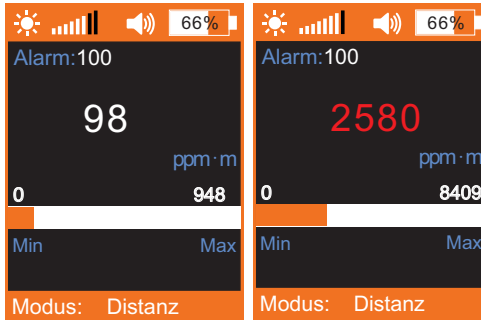 66%
Alarm:100
98
ppm·m
0 948
Min Max
Modus: Distanz
66%
Alarm:100
2580
ppm·m
0 8409
Min Max
Modus: Distanz